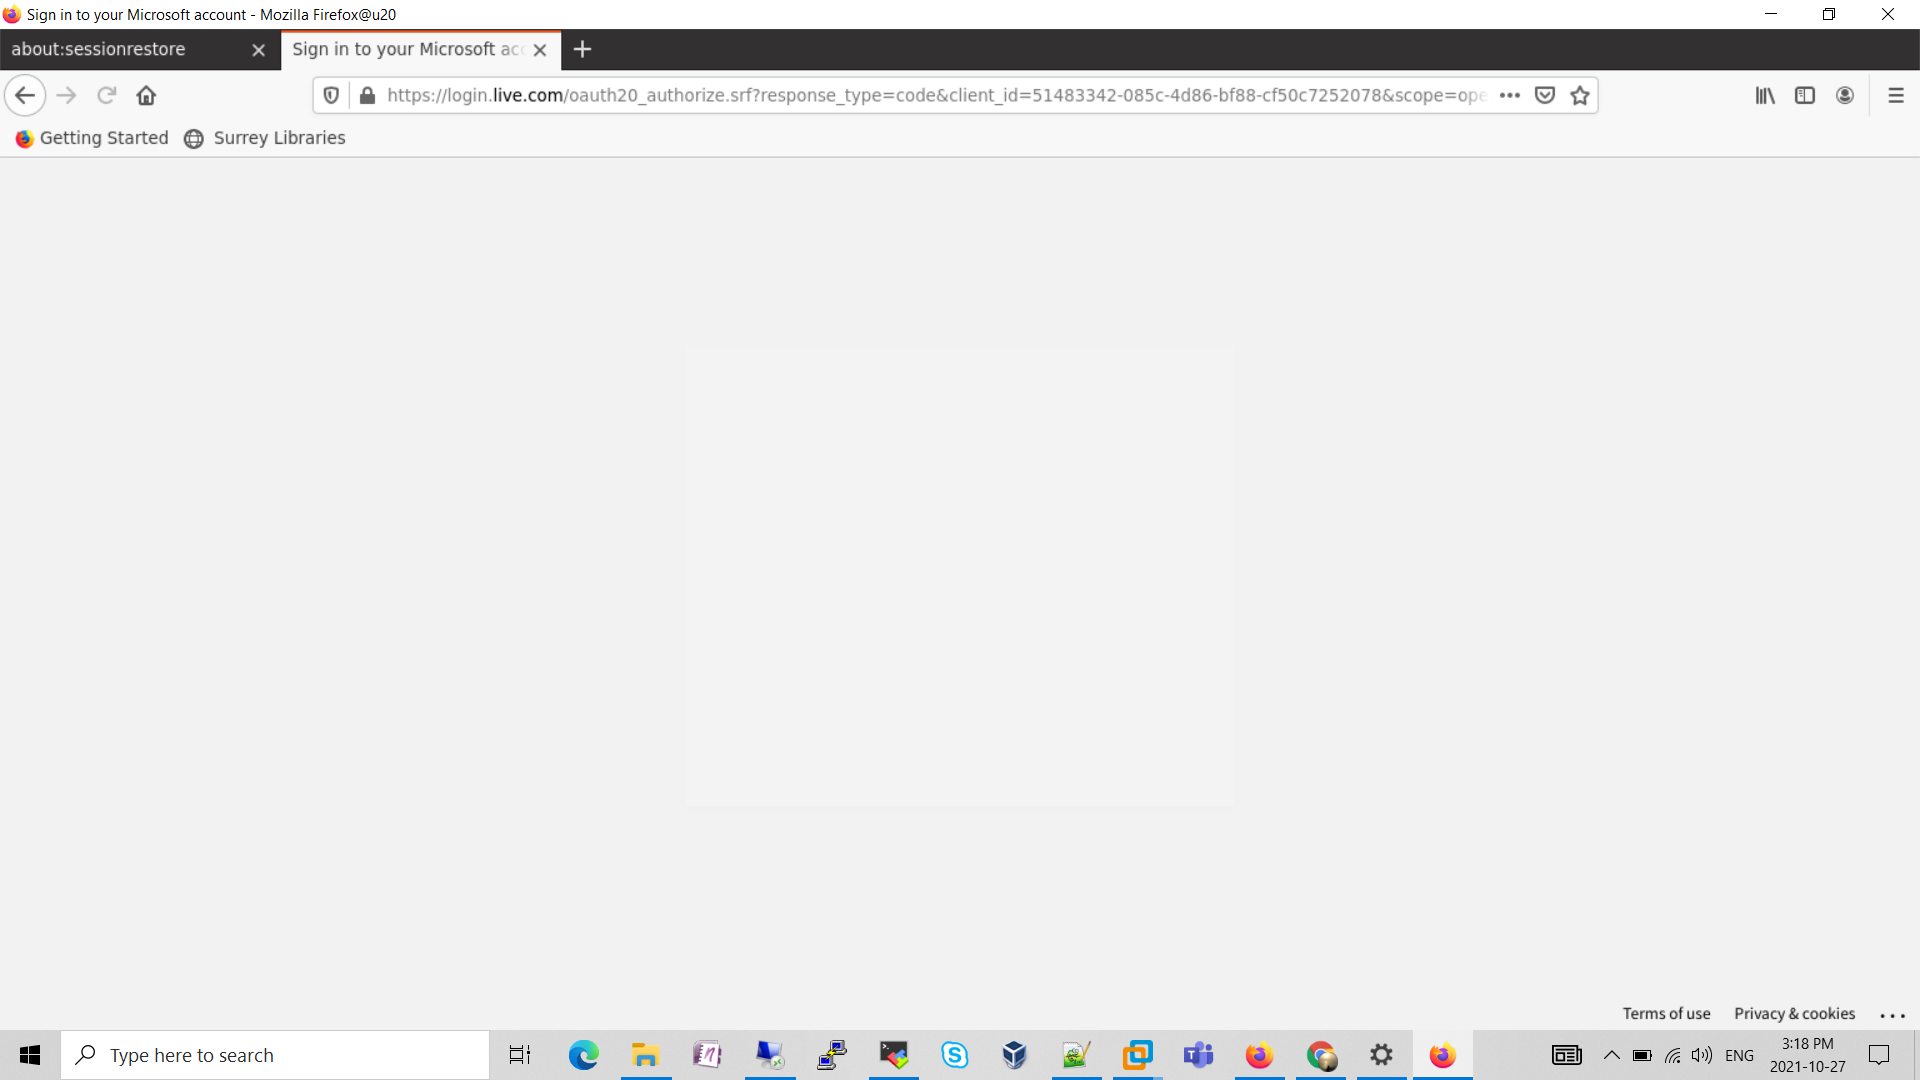 Sign in to your Microsoft account - Mozilla Firefox@u20
about:sessionrestore
Sign in to your Microsoft acc
https://login.live.com/oauth20_authorize.srf?response_type=code&client_id=51483342-085c-4d86-bf88-cf50c7252078&scope=ope
Getting Started
Surrey Libraries
Terms of use
Privacy & cookies
Type here to search
ENG
3:18 PM
2021-10-27